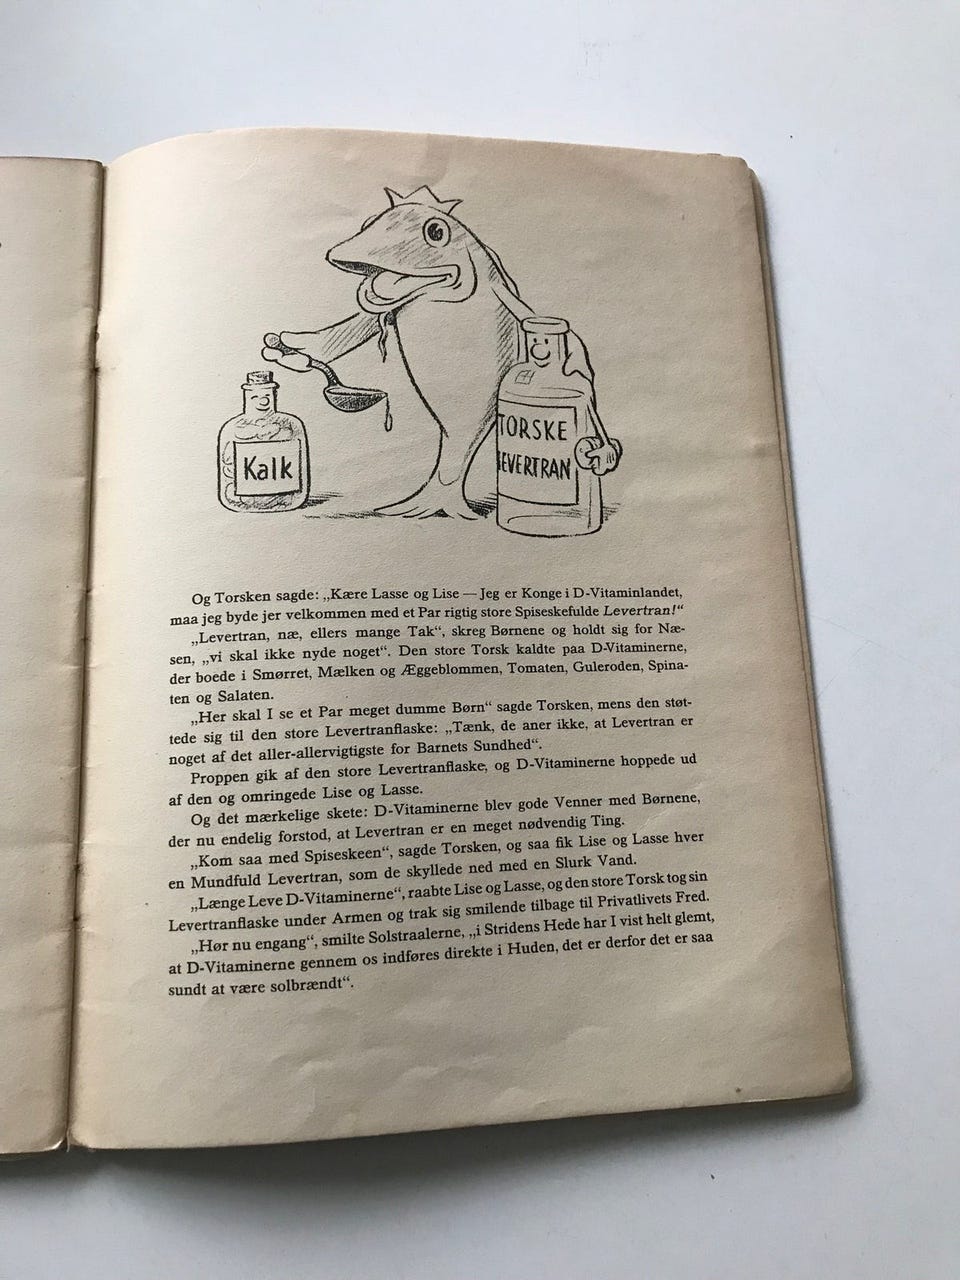 Kalk
TORSKE
LEVERTRAN
Og Torsken sagde: „Kære Lasse og Lise — Jeg er Konge i D-Vitaminlandet,
maa jeg byde jer velkommen med et Par rigtig store Spiseskefulde Levertran!“
„Levertran, næ, ellers mange Tak“, skreg Børnene og holdt sig for Næ-
sen, „vi skal ikke nyde noget“. Den store Torsk kaldte paa D-Vitaminerne,
der boede i Smørret, Mælken og Æggeblommen, Tomaten, Guleroden, Spina-
ten og Salaten.
„Her skal I se et Par meget dumme Børn“ sagde Torsken, mens den støt-
tede sig til den store Levertranflaske: „Tænk, de aner ikke, at Levertran er
noget af det aller-allervigtigste for Barnets Sundhed“.
Proppen gik af den store Levertranflaske, og D-Vitaminerne hoppede ud
af den og omringede Lise og Lasse.
Og det mærkelige skete: D-Vitaminerne blev gode Venner med Børnene,
der nu endelig forstod, at Levertran er en meget nødvendig Ting.
„Kom saa med Spiseskeen“, sagde Torsken, og saa fik Lise og Lasse hver
en Mundfuld Levertran, som de skyllede ned med en Slurk Vand.
„Længe Leve D-Vitaminerne“, raabte Lise og Lasse, og den store Torsk tog sin
Levertranflaske under Armen og trak sig smilende tilbage til Privatlivets Fred.
„Hør nu engang“, smilte Solstraalerne, „i Stridens Hede har I vist helt glemt,
at D-Vitaminerne gennem os indføres direkte i Huden, det er derfor det er saa
sundt at være solbrændt“.